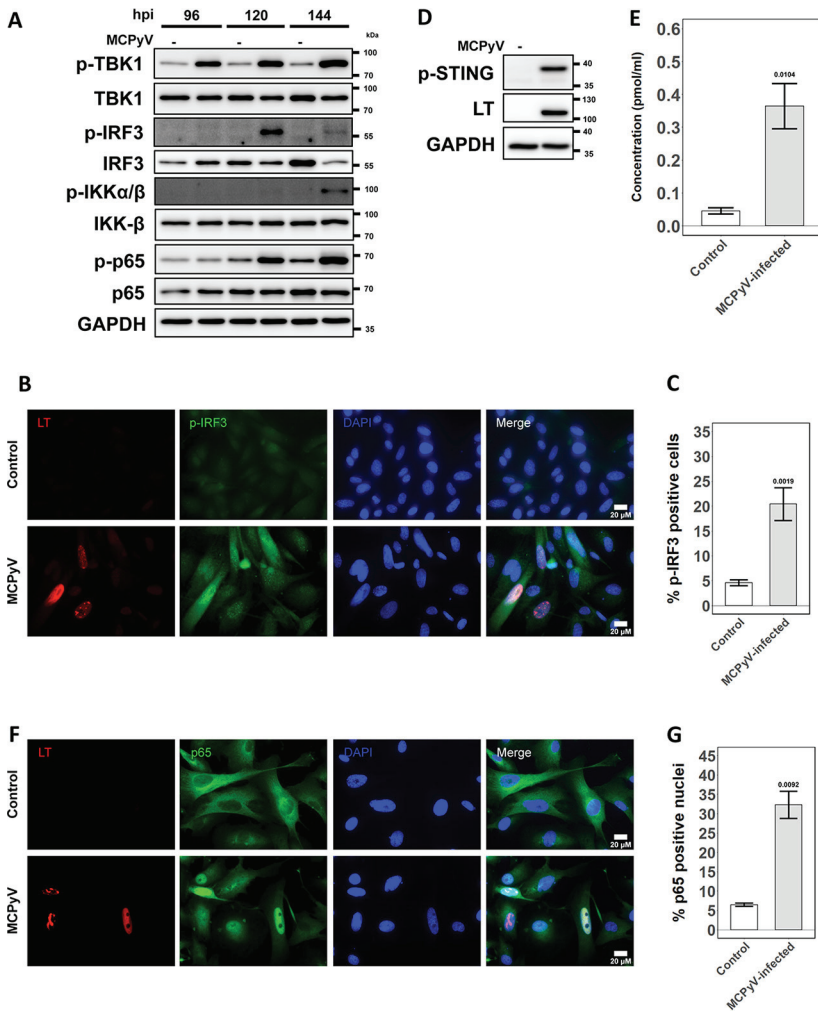 A
hpi 96 120 144
MCPyV - - - kDa
p-TBK1 100 70
TBK1 100 70
p-IRF3 55
IRF3 55
p-IKKα/β 100
IKK-β 100 70
p-p65 70
p65 70
GAPDH 35
D
MCPyV -
p-STING 40 35
LT 130 100
GAPDH 40 35
E
Concentration (pmol/ml)
0.6
0.5
0.4
0.3
0.2
0.1
0.0
0.0104
Control MCPyV-infected
B
LT p-IRF3 DAPI Merge
Control
20 µM
MCPyV
20 µM
C
% p-IRF3 positive cells
35
30
25
20
15
10
5
0
0.0019
Control MCPyV-infected
F
LT p65 DAPI Merge
Control
20 µM
MCPyV
20 µM
G
% p65 positive nuclei
45
40
35
30
25
20
15
10
5
0
0.0092
Control MCPyV-infected